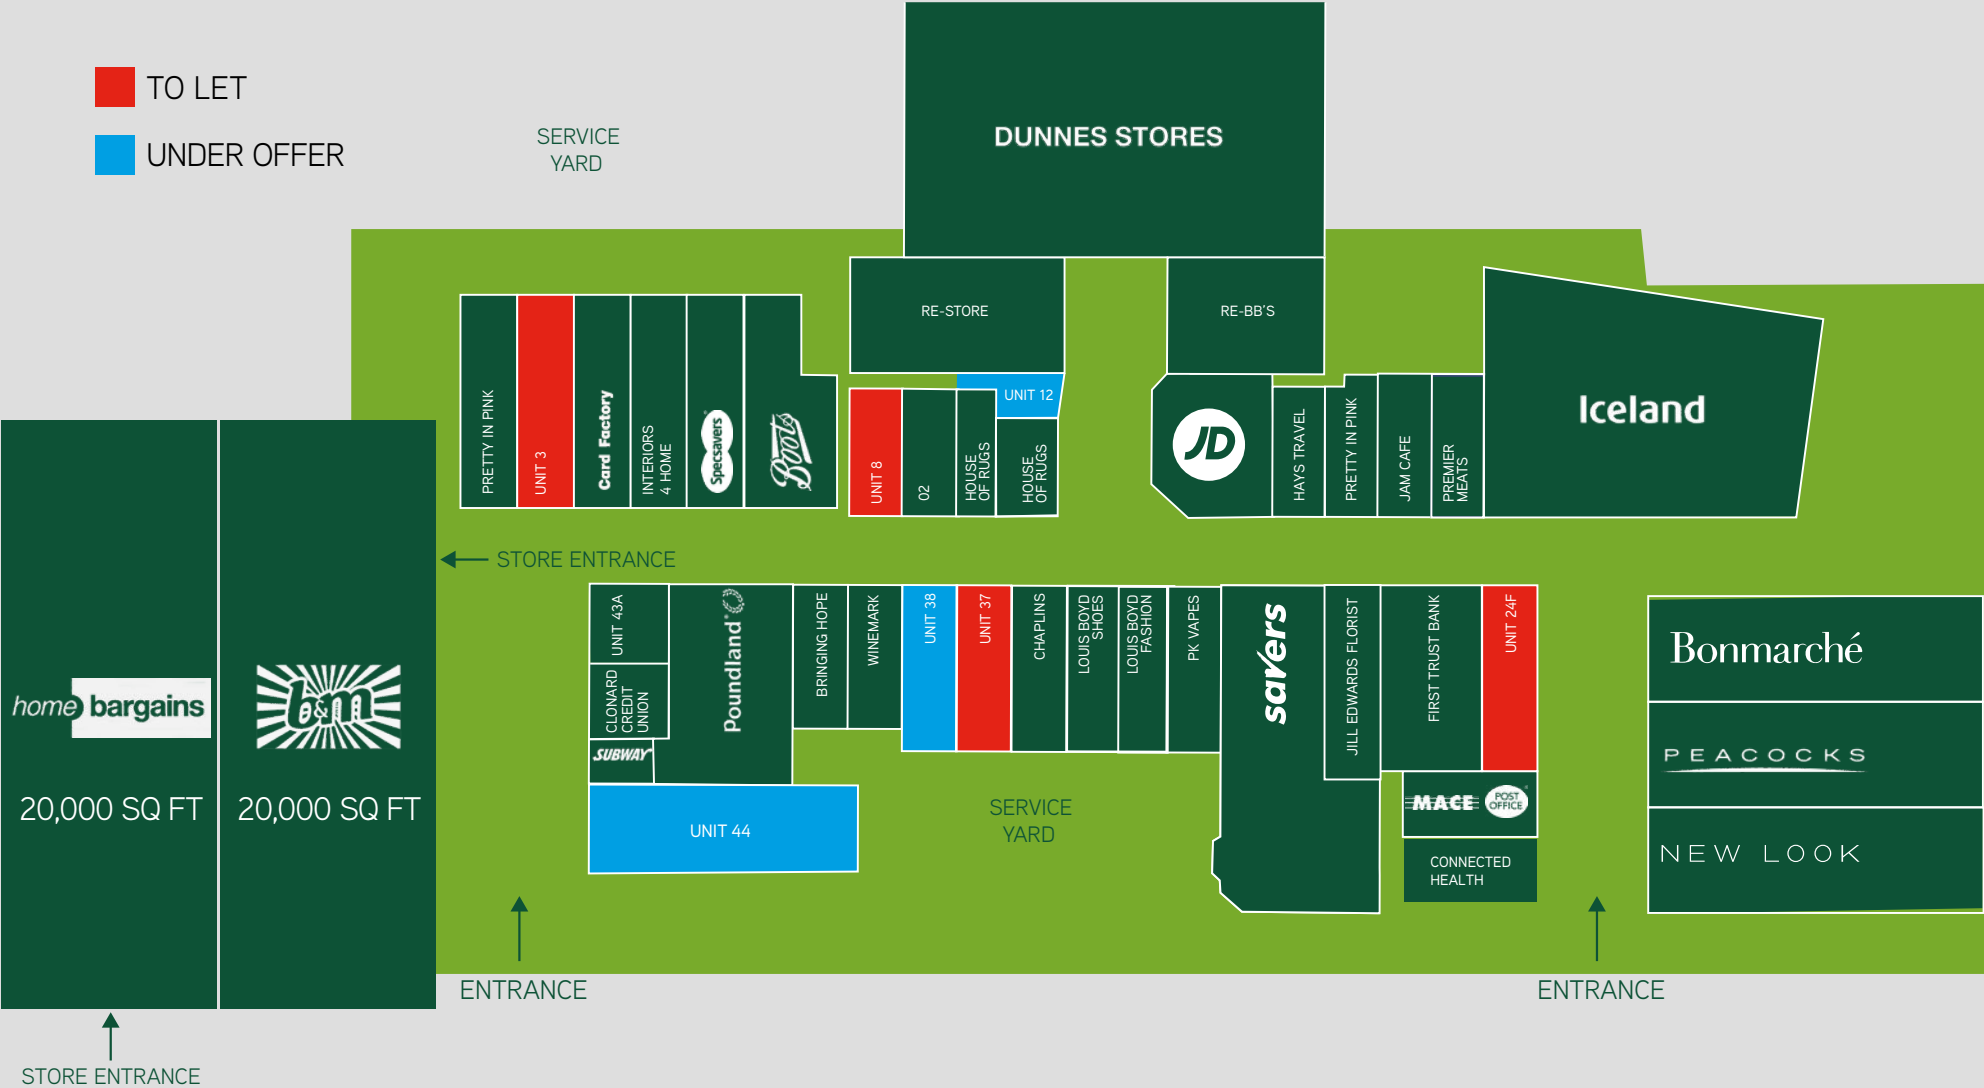 TO LET
UNDER OFFER
SERVICE
YARD
DUNNES STORES
RE-STORE
RE-BB'S
PRETTY IN PINK
UNIT 3
Card Factory
INTERIORS
4 HOME
Specsavers
Boots
UNIT 8
02
HOUSE
OF RUGS
UNIT 12
HOUSE
OF RUGS
JD
HAYS TRAVEL
PRETTY IN PINK
JAM CAFE
PREMIER
MEATS
Iceland
STORE ENTRANCE
home bargains
20,000 SQ FT
b&m
20,000 SQ FT
UNIT 43A
CLONARD
CREDIT
UNION
SUBWAY
Poundland
BRINGING HOPE
WINEMARK
UNIT 38
UNIT 37
CHAPLINS
LOUIS BOYD
SHOES
LOUIS BOYD
FASHION
PK VAPES
savers
JILL EDWARDS FLORIST
FIRST TRUST BANK
UNIT 24F
MACE
POST
OFFICE
CONNECTED
HEALTH
UNIT 44
SERVICE
YARD
Bonmarché
PEACOCKS
NEW LOOK
ENTRANCE
ENTRANCE
STORE ENTRANCE